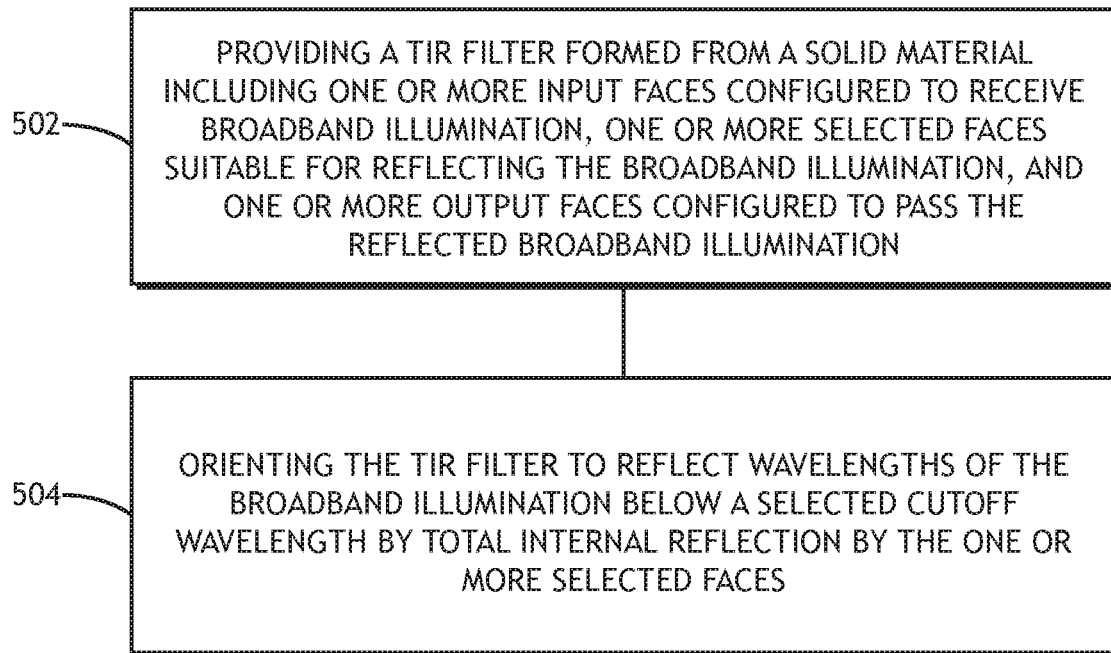 502
PROVIDING A TIR FILTER FORMED FROM A SOLID MATERIAL
INCLUDING ONE OR MORE INPUT FACES CONFIGURED TO RECEIVE
BROADBAND ILLUMINATION, ONE OR MORE SELECTED FACES
SUITABLE FOR REFLECTING THE BROADBAND ILLUMINATION, AND
ONE OR MORE OUTPUT FACES CONFIGURED TO PASS THE
REFLECTED BROADBAND ILLUMINATION
504
ORIENTING THE TIR FILTER TO REFLECT WAVELENGTHS OF THE
BROADBAND ILLUMINATION BELOW A SELECTED CUTOFF
WAVELENGTH BY TOTAL INTERNAL REFLECTION BY THE ONE OR
MORE SELECTED FACES